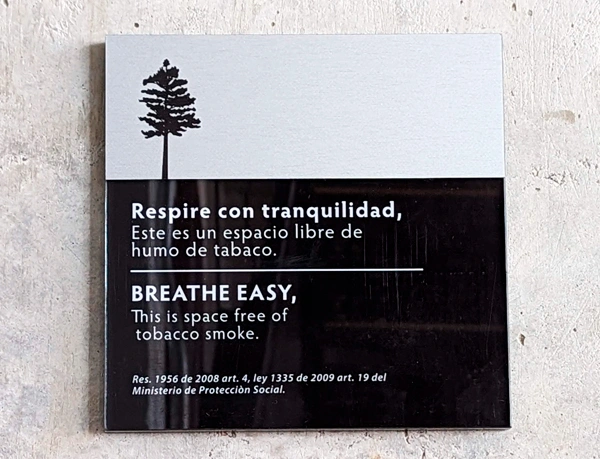 Respire con tranquilidad,
Este es un espacio libre de
humo de tabaco.
BREATHE EASY,
This is space free of
tobacco smoke.
Res. 1956 de 2008 art. 4, ley 1335 de 2009 art. 19 del
Ministerio de Protecciòn Social.